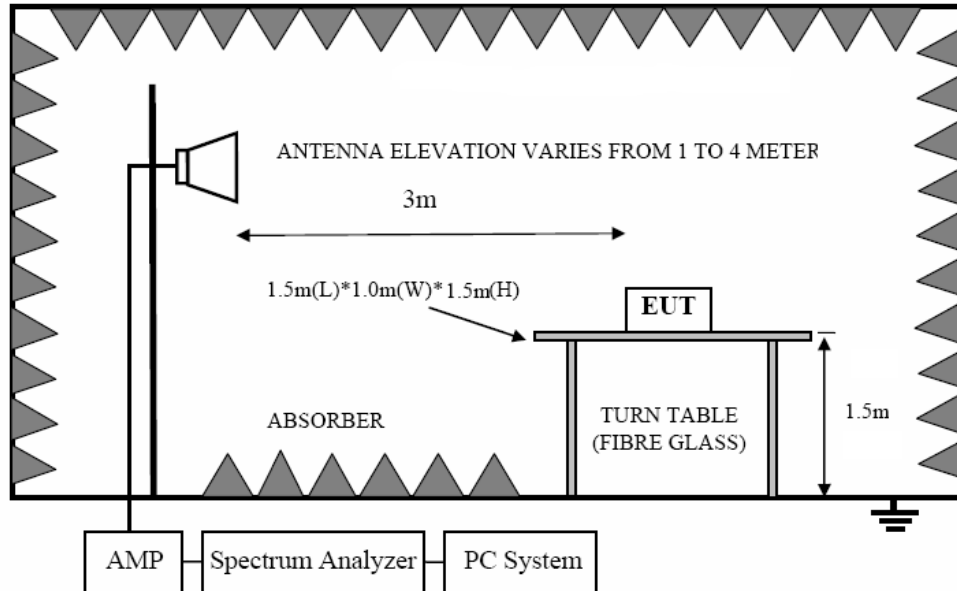 ANTENNA ELEVATION VARIES FROM 1 TO 4 METER
3m
1.5m(L)*1.0m(W)*1.5m(H)
EUT
1.5m
ABSORBER
TURN TABLE
(FIBRE GLASS)
AMP
Spectrum Analyzer
PC System